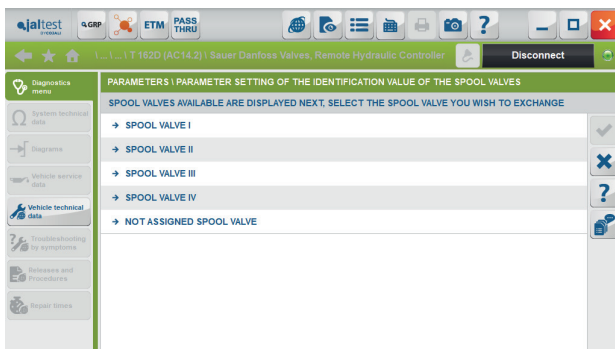 jaltest
GRP
ETM
PASS
THRU
?
\ ... \ ... \ T 162D (AC14.2) \ Sauer Danfoss Valves, Remote Hydraulic Controller
Disconnect
Diagnostics
menu
PARAMETERS \ PARAMETER SETTING OF THE IDENTIFICATION VALUE OF THE SPOOL VALVES
SPOOL VALVES AVAILABLE ARE DISPLAYED NEXT, SELECT THE SPOOL VALVE YOU WISH TO EXCHANGE
System technical
data
→ SPOOL VALVE I
Diagrams
→ SPOOL VALVE II
Vehicle service
data
→ SPOOL VALVE III
Vehicle technical
data
→ SPOOL VALVE IV
→ NOT ASSIGNED SPOOL VALVE
?
Troubleshooting
by symptoms
Releases and
Procedures
Repair times